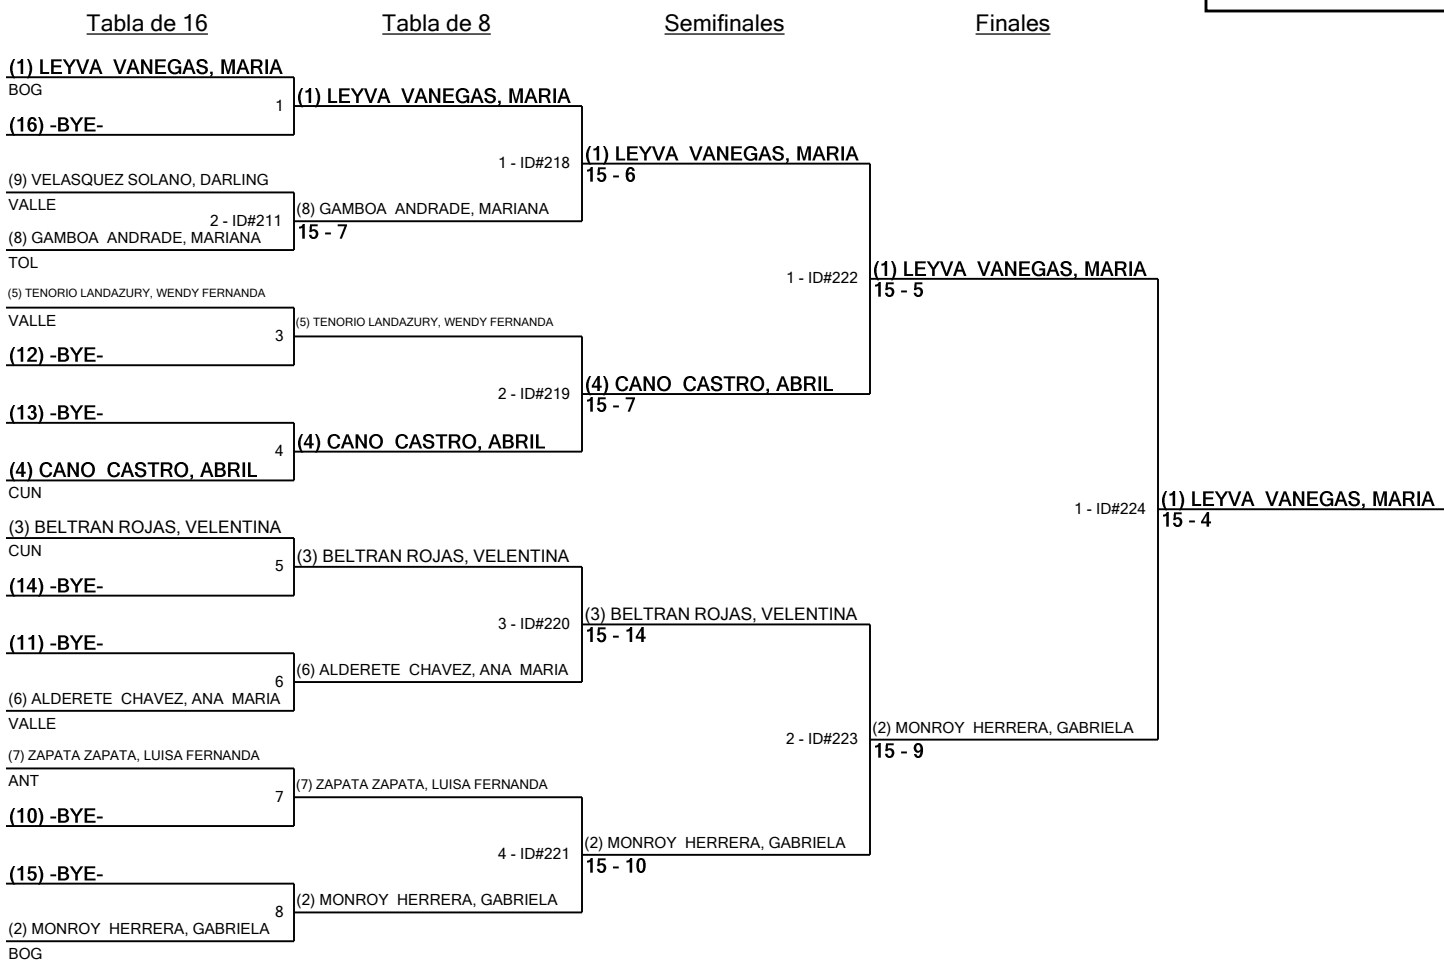 Tabla de 16
Tabla de 8
Semifinales
Finales
(1) LEYVA VANEGAS, MARIA
BOG
1
(16) -BYE-
(9) VELASQUEZ SOLANO, DARLING
VALLE
2 - ID#211
(8) GAMBOA ANDRADE, MARIANA
TOL
(5) TENORIO LANDAZURY, WENDY FERNANDA
VALLE
3
(12) -BYE-
(13) -BYE-
4
(4) CANO CASTRO, ABRIL
CUN
(3) BELTRAN ROJAS, VELENTINA
CUN
5
(14) -BYE-
(11) -BYE-
6
(6) ALDERETE CHAVEZ, ANA MARIA
VALLE
(7) ZAPATA ZAPATA, LUISA FERNANDA
ANT
7
(10) -BYE-
(15) -BYE-
8
(2) MONROY HERRERA, GABRIELA
BOG
(1) LEYVA VANEGAS, MARIA
1 - ID#218
(8) GAMBOA ANDRADE, MARIANA
15 - 7
(5) TENORIO LANDAZURY, WENDY FERNANDA
2 - ID#219
(4) CANO CASTRO, ABRIL
(3) BELTRAN ROJAS, VELENTINA
3 - ID#220
(6) ALDERETE CHAVEZ, ANA MARIA
(7) ZAPATA ZAPATA, LUISA FERNANDA
4 - ID#221
(2) MONROY HERRERA, GABRIELA
(1) LEYVA VANEGAS, MARIA
15 - 6
1 - ID#222
(4) CANO CASTRO, ABRIL
15 - 7
(3) BELTRAN ROJAS, VELENTINA
15 - 14
2 - ID#223
(2) MONROY HERRERA, GABRIELA
15 - 10
(1) LEYVA VANEGAS, MARIA
15 - 5
1 - ID#224
(2) MONROY HERRERA, GABRIELA
15 - 9
(1) LEYVA VANEGAS, MARIA
15 - 4